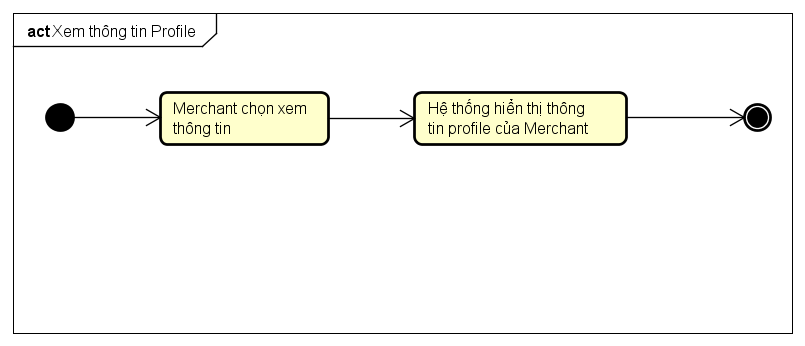 act Xem thông tin Profile
Merchant chọn xem
thông tin
Hệ thống hiển thị thông
tin profile của Merchant